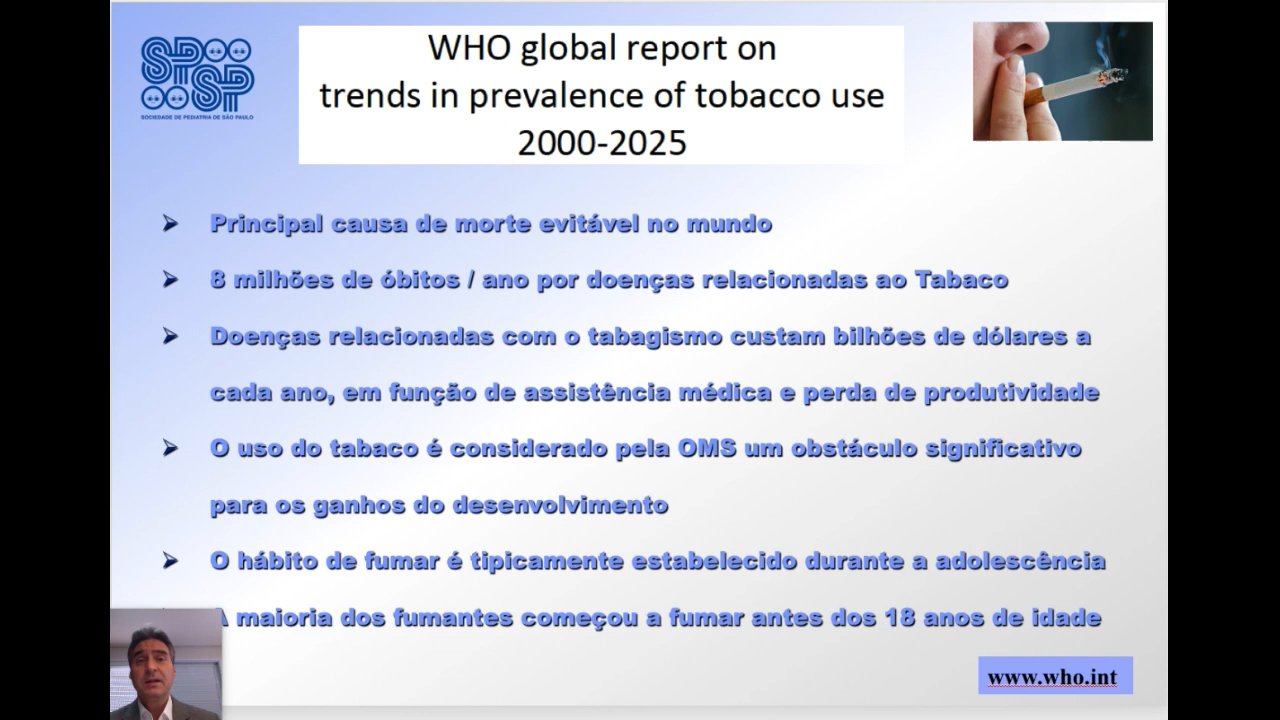 SPSP
SOCIEDADE DE PEDIATRIA DE SÃO PAULO
WHO global report on
trends in prevalence of tobacco use
2000-2025
Principal causa de morte evitável no mundo
8 milhões de óbitos / ano por doenças relacionadas ao Tabaco
Doenças relacionadas com o tabagismo custam bilhões de dólares a
cada ano, em função de assistência médica e perda de produtividade
O uso do tabaco é considerado pela OMS um obstáculo significativo
para os ganhos do desenvolvimento
O hábito de fumar é tipicamente estabelecido durante a adolescência
A maioria dos fumantes começou a fumar antes dos 18 anos de idade
www.who.int